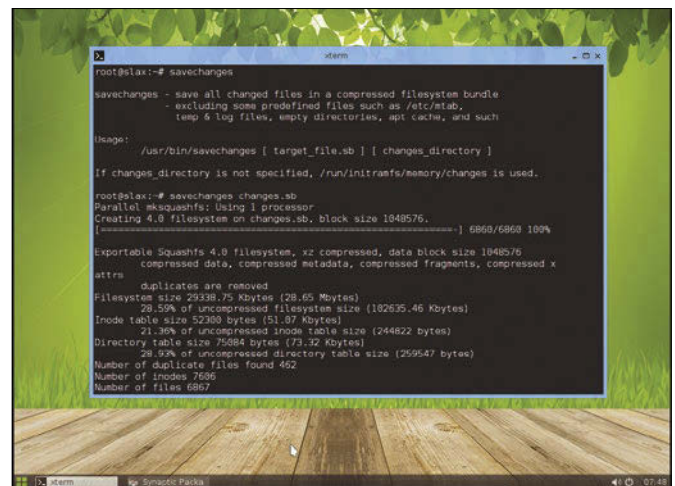 xterm
root@slax:~# savechanges
savechanges - save all changed files in a compressed filesystem bundle
- excluding some predefined files such as /etc/mtab,
temp & log files, empty directories, apt cache, and such
Usage:
/usr/bin/savechanges [ target_file.sb ] [ changes_directory ]
If changes_directory is not specified, /run/initramfs/memory/changes is used.
root@slax:~# savechanges changes.sb
Parallel mksquashfs: Using 1 processor
Creating 4.0 filesystem on changes.sb, block size 1048576.
[=====================================================-] 6860/6860 100%
Exportable Squashfs 4.0 filesystem, xz compressed, data block size 1048576
compressed data, compressed metadata, compressed fragments, compressed x
attrs
duplicates are removed
Filesystem size 29338.75 Kbytes (28.65 Mbytes)
28.59% of uncompressed filesystem size (102635.46 Kbytes)
Inode table size 52300 bytes (51.07 Kbytes)
21.36% of uncompressed inode table size (244822 bytes)
Directory table size 75084 bytes (73.32 Kbytes)
28.93% of uncompressed directory table size (259547 bytes)
Number of duplicate files found 462
Number of inodes 7606
Number of files 6867
xterm
Synaptic Packa
07:48